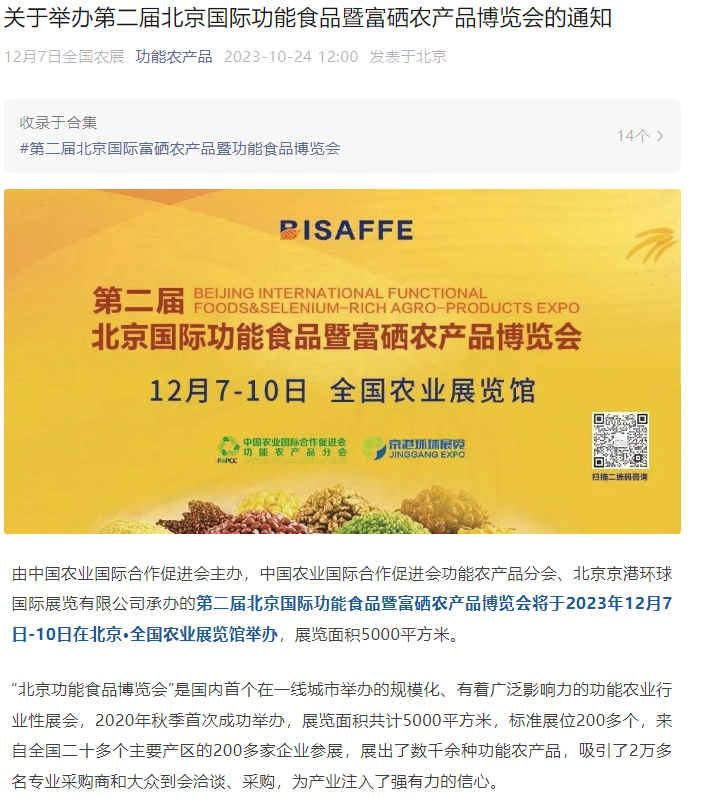 关于举办第二届北京国际功能食品暨富硒农产品博览会的通知
12月7日全国农展 功能农产品 2023-10-24 12:00 发表于北京
收录于合集
#第二届北京国际富硒农产品暨功能食品博览会
14个
BISAFFE
第二届 BEIJING INTERNATIONAL FUNCTIONAL
FOODS&SELENIUM-RICH AGRO-PRODUCTS EXPO
北京国际功能食品暨富硒农产品博览会
12月7-10日 全国农业展览馆
中国农业国际合作促进会 京港环球展览
功能农产品分会 JINGGANG EXPO
扫描二维码咨询
由中国农业国际合作促进会主办，中国农业国际合作促进会功能农产品分会、北京京港环球
国际展览有限公司承办的第二届北京国际功能食品暨富硒农产品博览会将于2023年12月7
日-10日在北京•全国农业展览馆举办，展览面积5000平方米。
“北京功能食品博览会”是国内首个在一线城市举办的规模化、有着广泛影响力的功能农业行
业性展会，2020年秋季首次成功举办，展览面积共计5000平方米，标准展位200多个，来
自全国二十多个主要产区的200多家企业参展，展出了数千余种功能农产品，吸引了2万多
名专业采购商和大众到会洽谈、采购，为产业注入了强有力的信心。